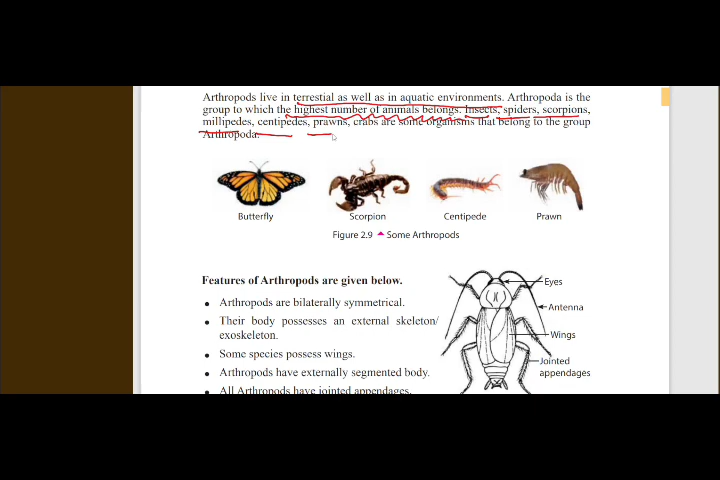 Arthropods live in terrestial as well as in aquatic environments. Arthropoda is the
group to which the highest number of animals belongs. Insects, spiders, scorpions,
millipedes, centipedes, prawns, crabs are some organisms that belong to the group
Arthropoda.
Butterfly Scorpion Centipede Prawn
Figure 2.9 ▲ Some Arthropods
Features of Arthropods are given below.
• Arthropods are bilaterally symmetrical.
• Their body possesses an external skeleton/
exoskeleton.
• Some species possess wings.
• Arthropods have externally segmented body.
• All Arthropods have jointed appendages.
Eyes
Antenna
Wings
Jointed
appendages